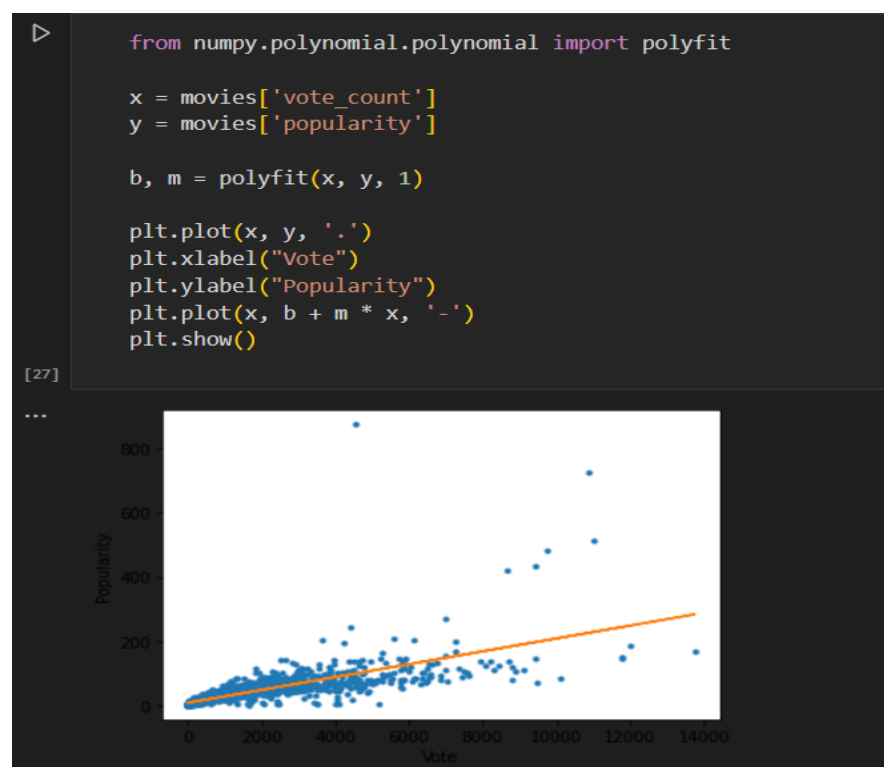 from numpy.polynomial.polynomial import polyfit
x = movies['vote_count']
y = movies['popularity']
b, m = polyfit(x, y, 1)
plt.plot(x, y, '.')
plt.xlabel("Vote")
plt.ylabel("Popularity")
plt.plot(x, b + m * x, '-')
plt.show()
[27]
...
800
600
400
200
0
Popularity
0 2000 4000 6000 8000 10000 12000 14000
Vote